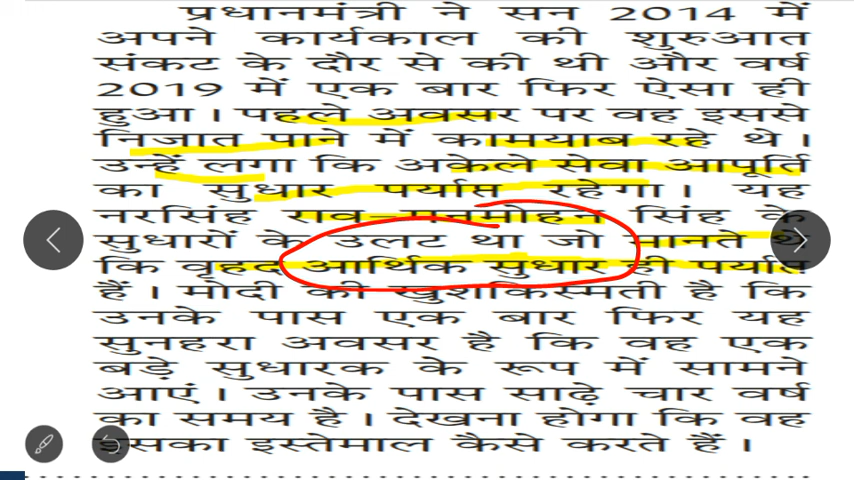 प्रधानमंत्री ने सन 2014 में
अपने कार्यकाल की शुरुआत
संकट के दौर से की थी और वर्ष
2019 में एक बार फिर ऐसा ही
हुआ। पहले अवसर पर वह इससे
निजात पाने में कामयाब रहे थे।
उन्हें लगा कि अकेले सेवा आपूर्ति
का सुधार पर्याप्त रहेगा। यह
नरसिंह राव-मनमोहन सिंह के
सुधारों के उलट था जो मानते थे
कि वृहद आर्थिक सुधार ही पर्याप्त
हैं। मोदी की खुशकिस्मती है कि
उनके पास एक बार फिर यह
सुनहरा अवसर है कि वह एक
बड़े सुधारक के रूप में सामने
आएं। उनके पास साढ़े चार वर्ष
का समय है। देखना होगा कि वह
इसका इस्तेमाल कैसे करते हैं।